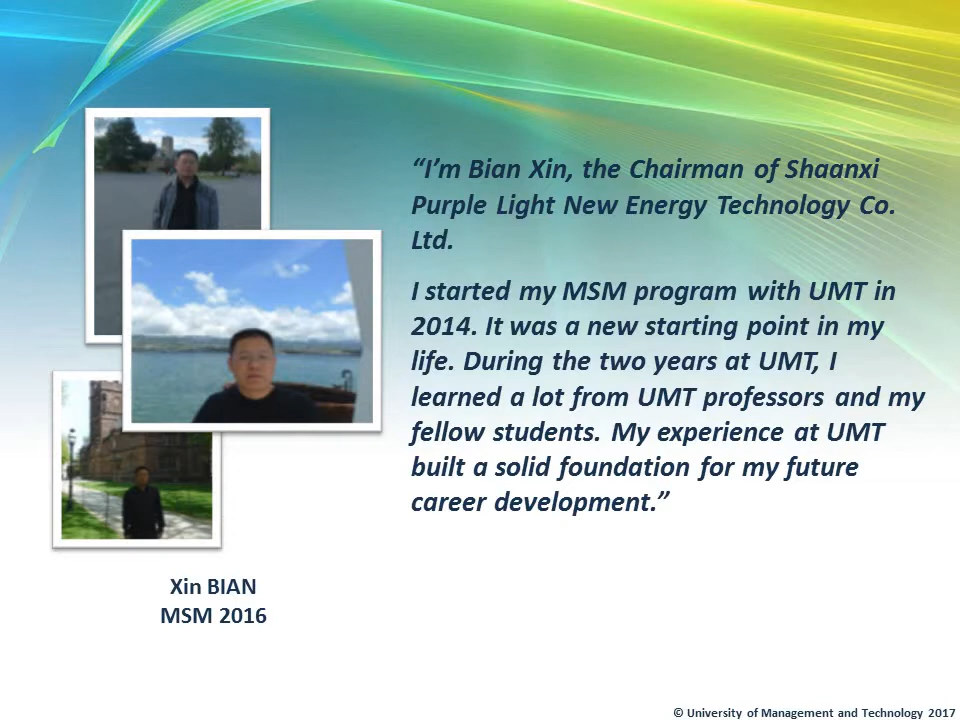 “I’m Bian Xin, the Chairman of Shaanxi
Purple Light New Energy Technology Co.
Ltd.
I started my MSM program with UMT in
2014. It was a new starting point in my
life. During the two years at UMT, I
learned a lot from UMT professors and my
fellow students. My experience at UMT
built a solid foundation for my future
career development.”
Xin BIAN
MSM 2016
© University of Management and Technology 2017